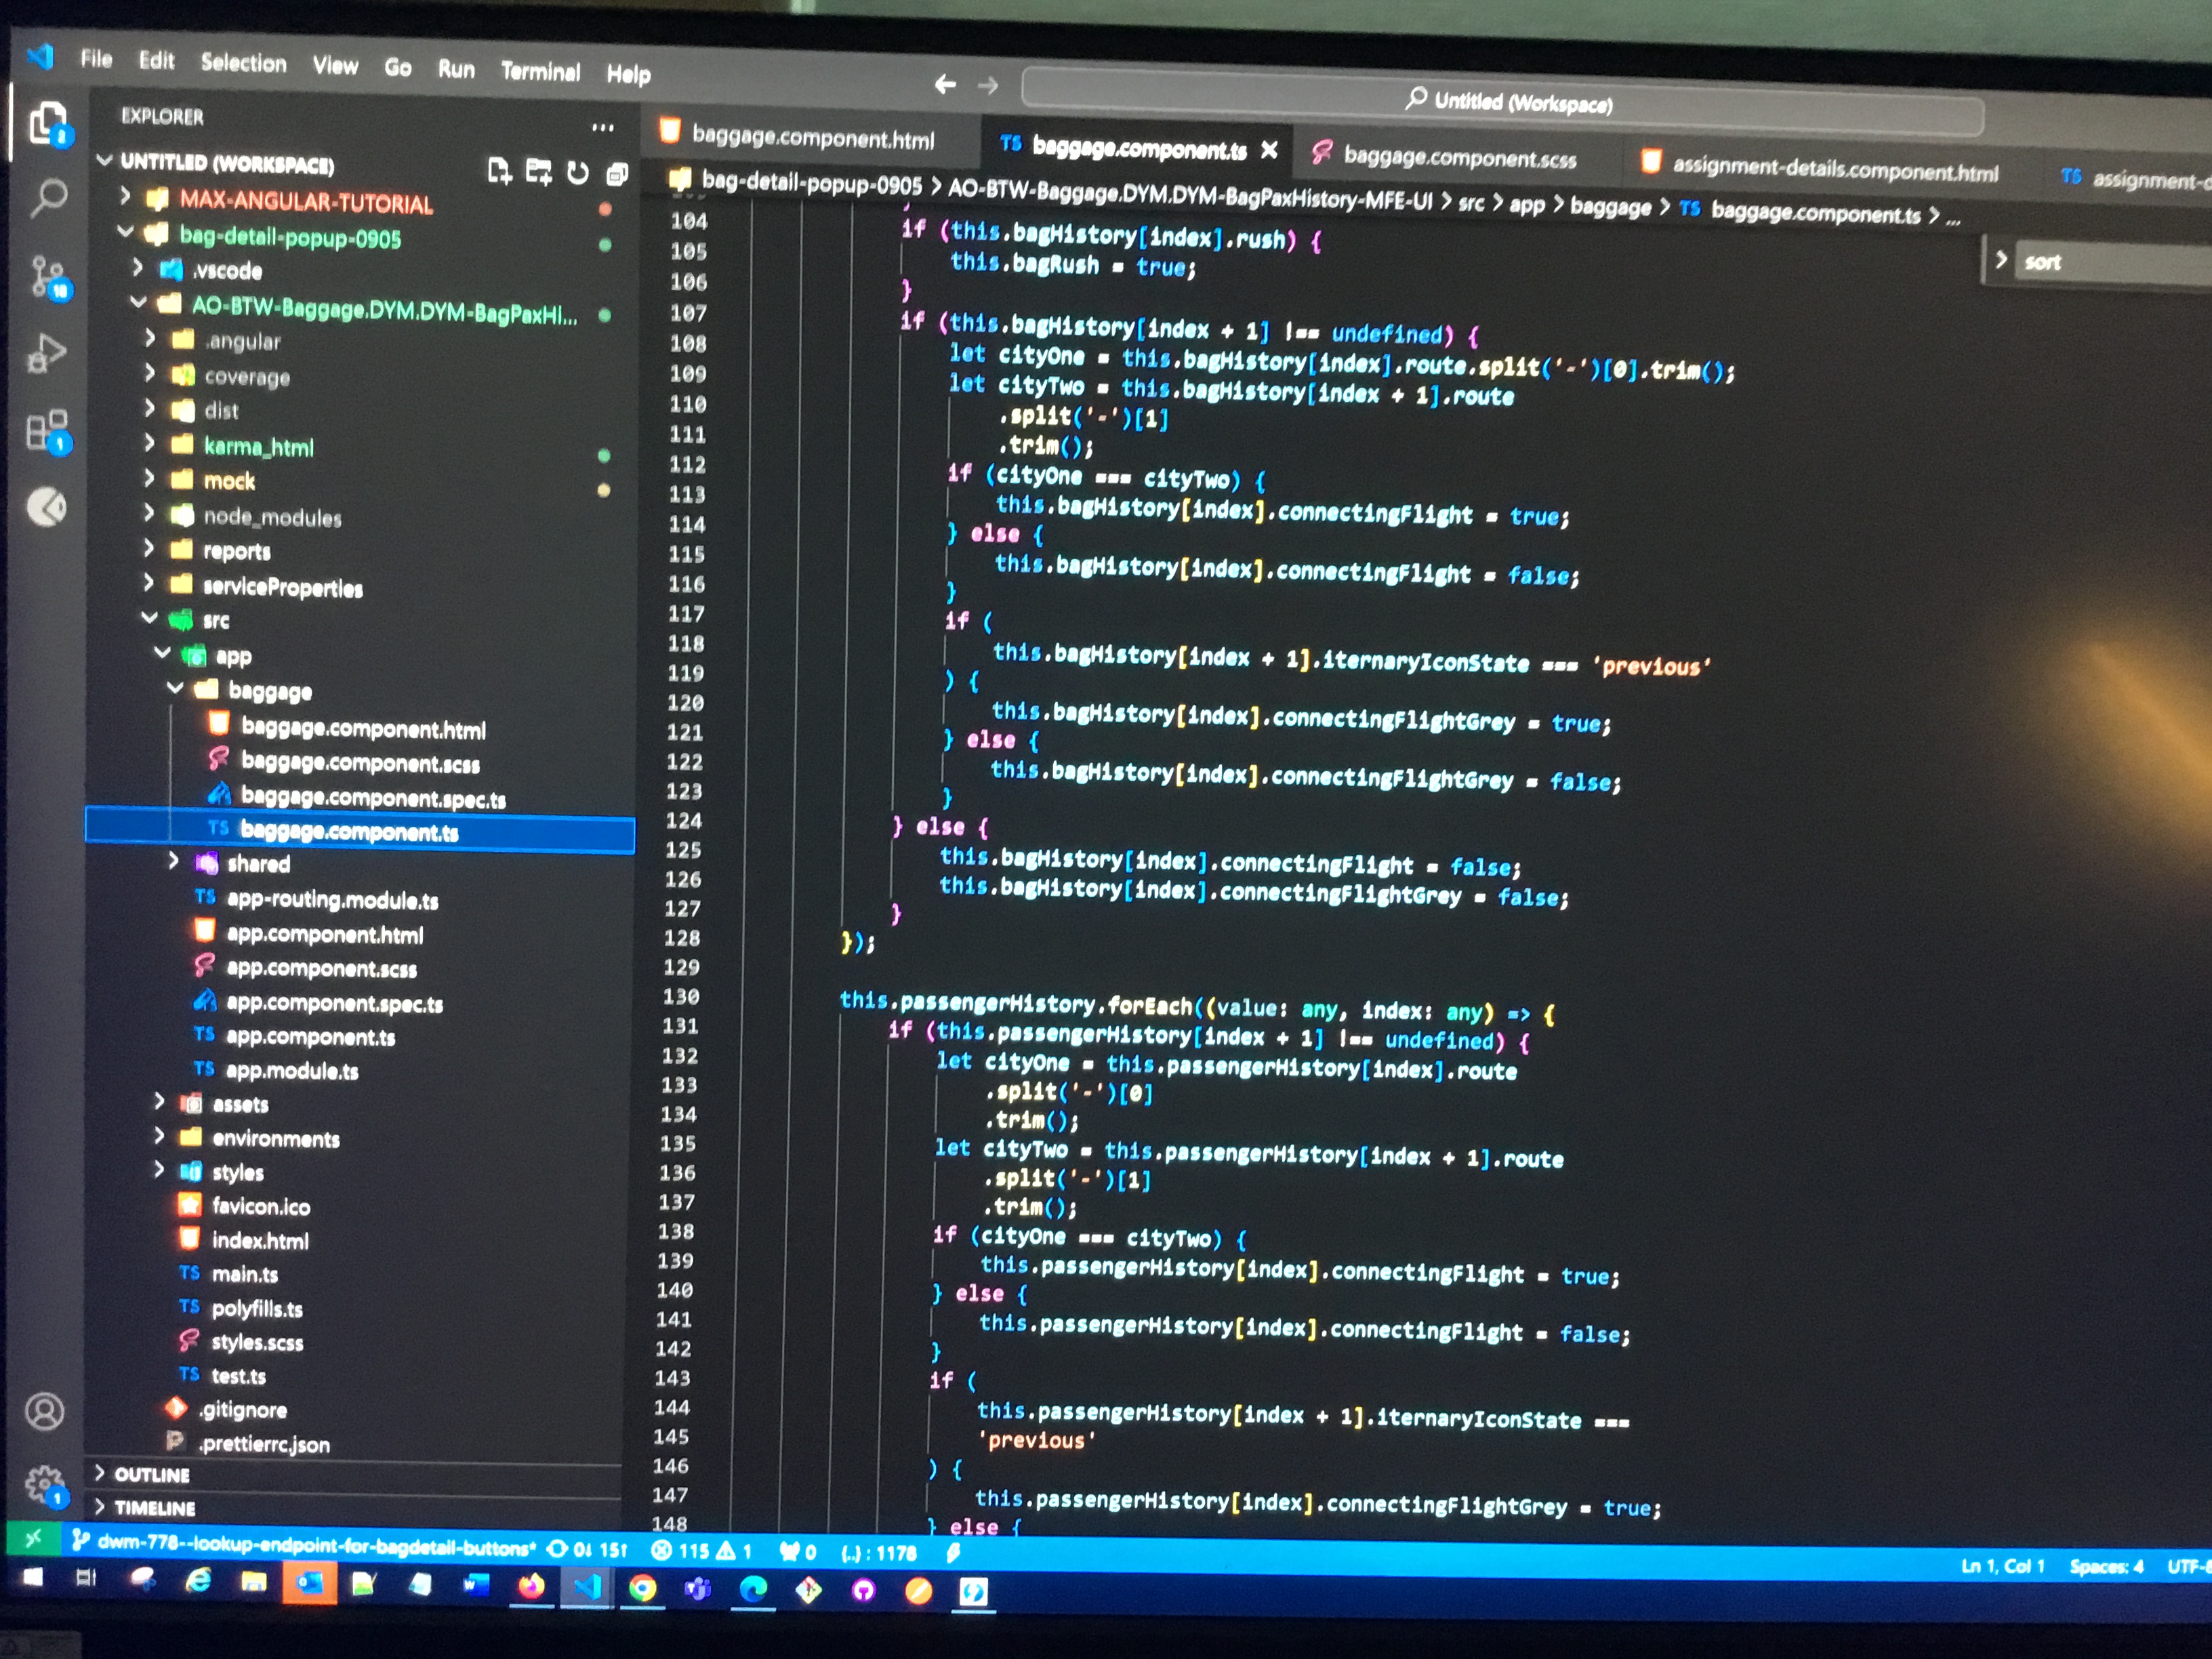 File Edit Selection View Go Run Terminal Help
Untitled (Workspace)
EXPLORER
UNTITLED (WORKSPACE)
MAX-ANGULAR-TUTORIAL
bag-detail-popup-0905
.vscode
AO-BTW-Baggage.DYM.DYM-BagPaxHi...
.angular
coverage
dist
karma_html
mock
node_modules
reports
serviceProperties
src
app
baggage
baggage.component.html
baggage.component.scss
baggage.component.spec.ts
TS baggage.component.ts
shared
TS app-routing.module.ts
app.component.html
app.component.scss
app.component.spec.ts
TS app.component.ts
TS app.module.ts
assets
environments
styles
favicon.ico
index.html
TS main.ts
TS polyfills.ts
styles.scss
TS test.ts
.gitignore
.prettierrc.json
OUTLINE
TIMELINE
baggage.component.html TS baggage.component.ts baggage.component.scss assignment-details.component.html TS assignment-d
bag-detail-popup-0905 > AO-BTW-Baggage.DYM.DYM-BagPaxHistory-MFE-UI > src > app > baggage > TS baggage.component.ts > ...
sort
104 if (this.bagHistory[index].rush) {
105 this.bagRush = true;
106 }
107 if (this.bagHistory[index + 1] !== undefined) {
108 let cityOne = this.bagHistory[index].route.split('-')[0].trim();
109 let cityTwo = this.bagHistory[index + 1].route
110 .split('-')[1]
111 .trim();
112 if (cityOne === cityTwo) {
113 this.bagHistory[index].connectingFlight = true;
114 } else {
115 this.bagHistory[index].connectingFlight = false;
116 }
117 if (
118 this.bagHistory[index + 1].iternaryIconState === 'previous'
119 ) {
120 this.bagHistory[index].connectingFlightGrey = true;
121 } else {
122 this.bagHistory[index].connectingFlightGrey = false;
123 }
124 } else {
125 this.bagHistory[index].connectingFlight = false;
126 this.bagHistory[index].connectingFlightGrey = false;
127 }
128 });
129
130 this.passengerHistory.forEach((value: any, index: any) => {
131 if (this.passengerHistory[index + 1] !== undefined) {
132 let cityOne = this.passengerHistory[index].route
133 .split('-')[0]
134 .trim();
135 let cityTwo = this.passengerHistory[index + 1].route
136 .split('-')[1]
137 .trim();
138 if (cityOne === cityTwo) {
139 this.passengerHistory[index].connectingFlight = true;
140 } else {
141 this.passengerHistory[index].connectingFlight = false;
142 }
143 if (
144 this.passengerHistory[index + 1].iternaryIconState ===
145 'previous'
146 ) {
147 this.passengerHistory[index].connectingFlightGrey = true;
148 } else {
dwm-778--lookup-endpoint-for-bagdetail-buttons* 0↓ 15↑ 115 1 0 {..} : 1178
Ln 1, Col 1 Spaces: 4 UTF-8